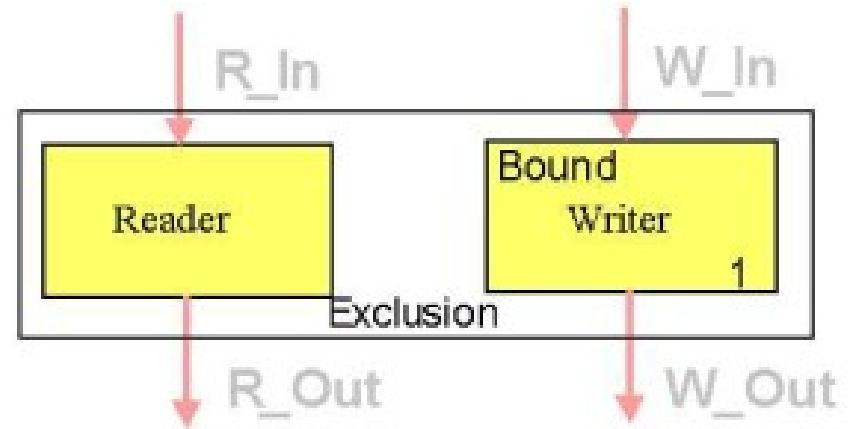 R_In
W_In
Bound
Reader
Writer
1
Exclusion
R_Out
W_Out